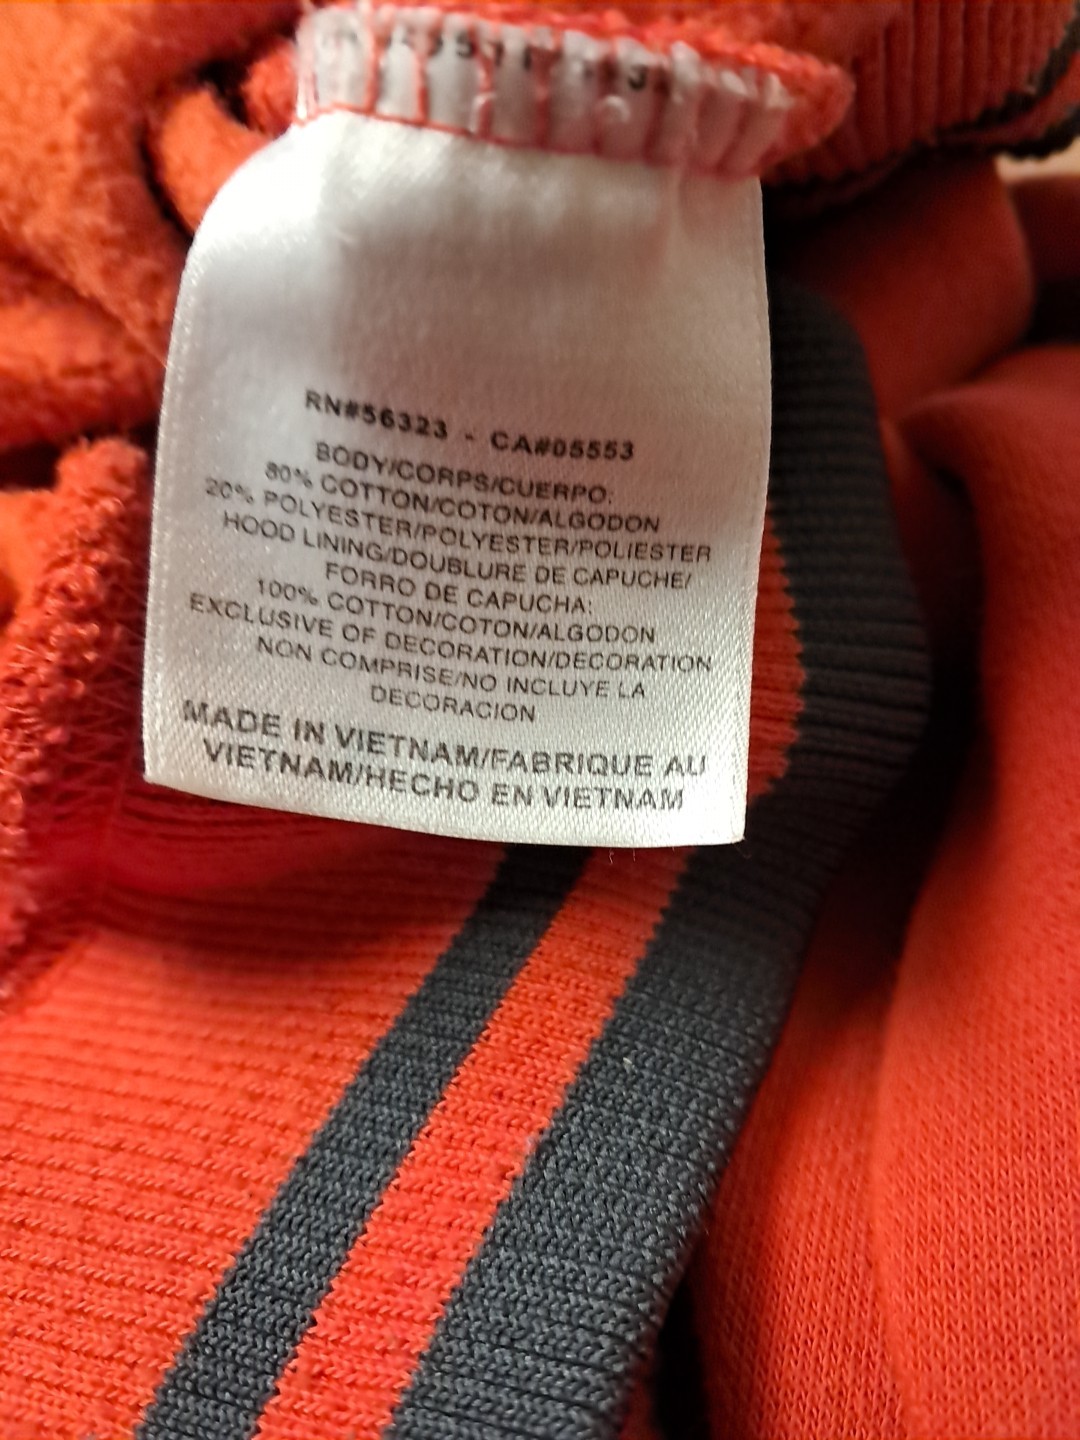 RN#56323 - CA#05553
BODY/CORPS/CUERPO:
80% COTTON/COTON/ALGODON
20% POLYESTER/POLYESTER/POLIESTER
HOOD LINING/DOUBLURE DE CAPUCHE/
FORRO DE CAPUCHA:
100% COTTON/COTON/ALGODON
EXCLUSIVE OF DECORATION/DECORATION
NON COMPRISE/NO INCLUYE LA
DECORACION
MADE IN VIETNAM/FABRIQUE AU
VIETNAM/HECHO EN VIETNAM